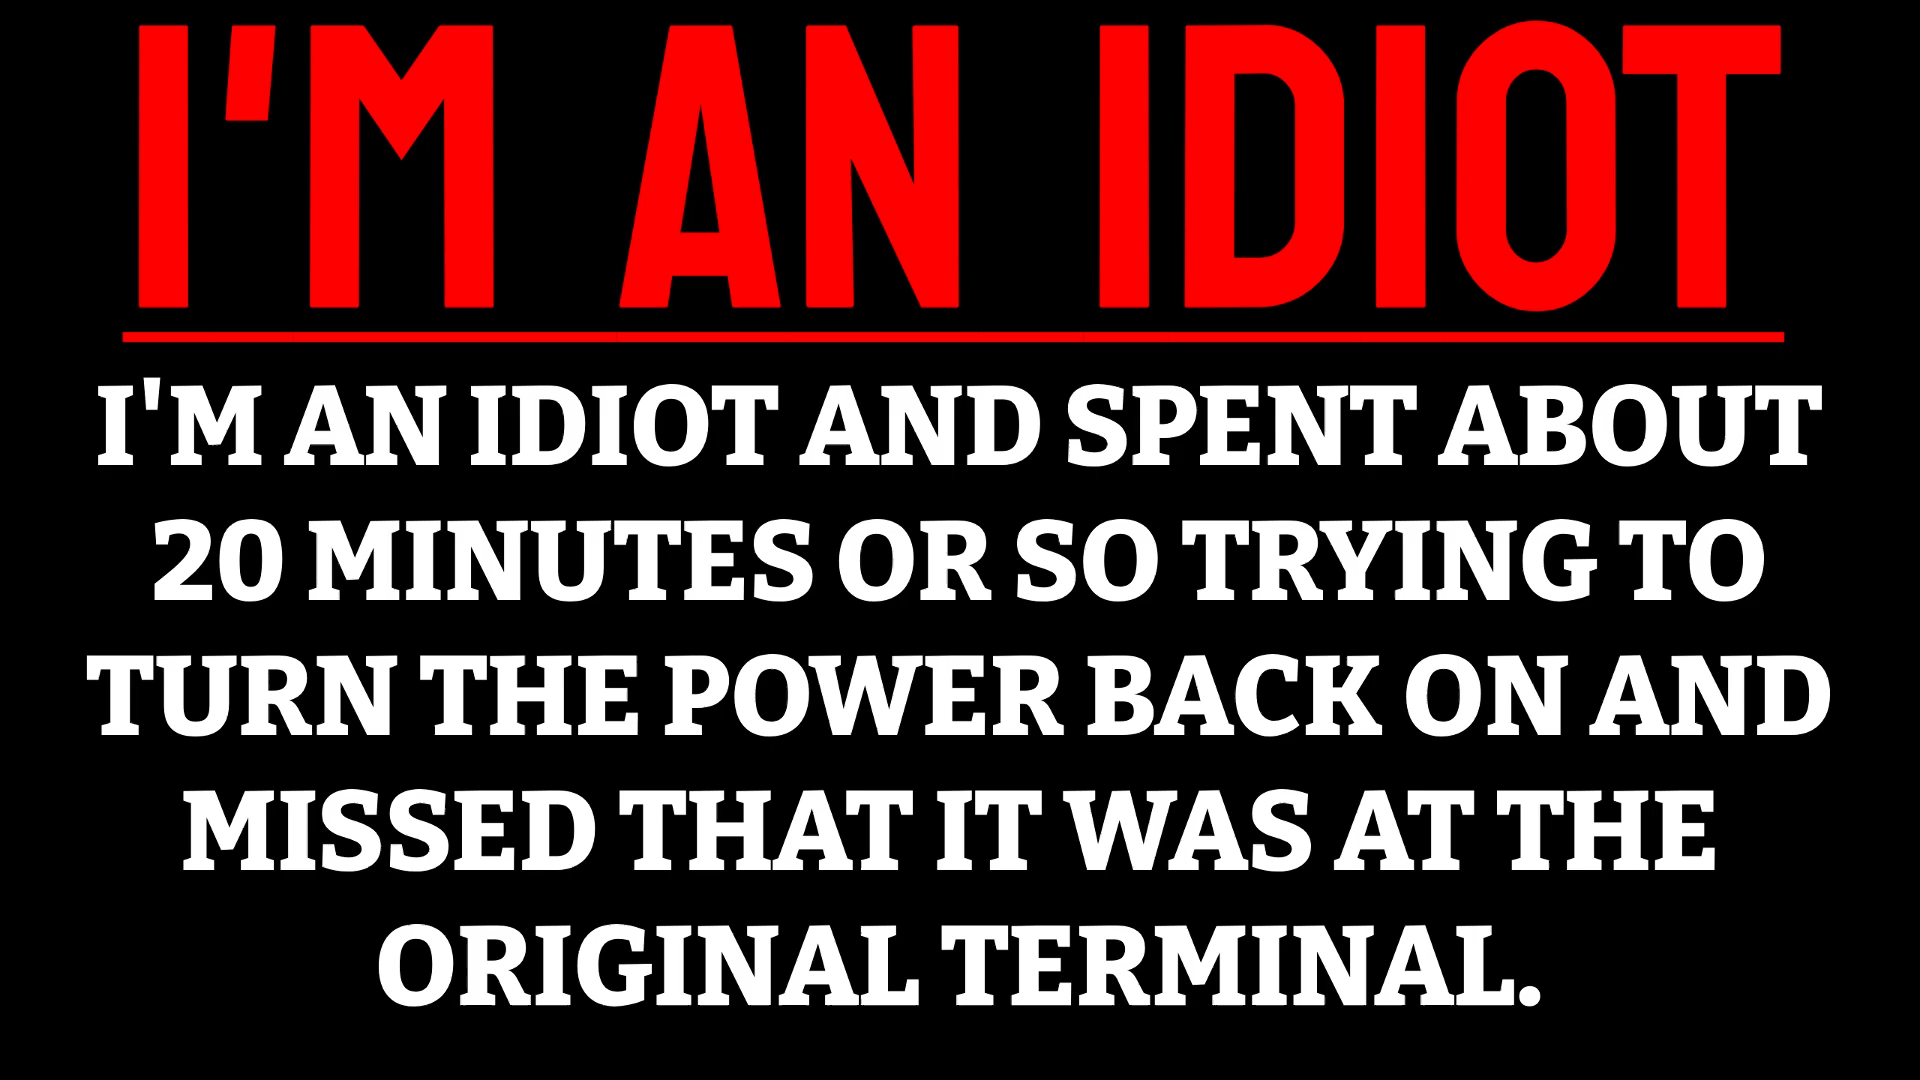 I’M AN IDIOT
I'M AN IDIOT AND SPENT ABOUT
20 MINUTES OR SO TRYING TO
TURN THE POWER BACK ON AND
MISSED THAT IT WAS AT THE
ORIGINAL TERMINAL.